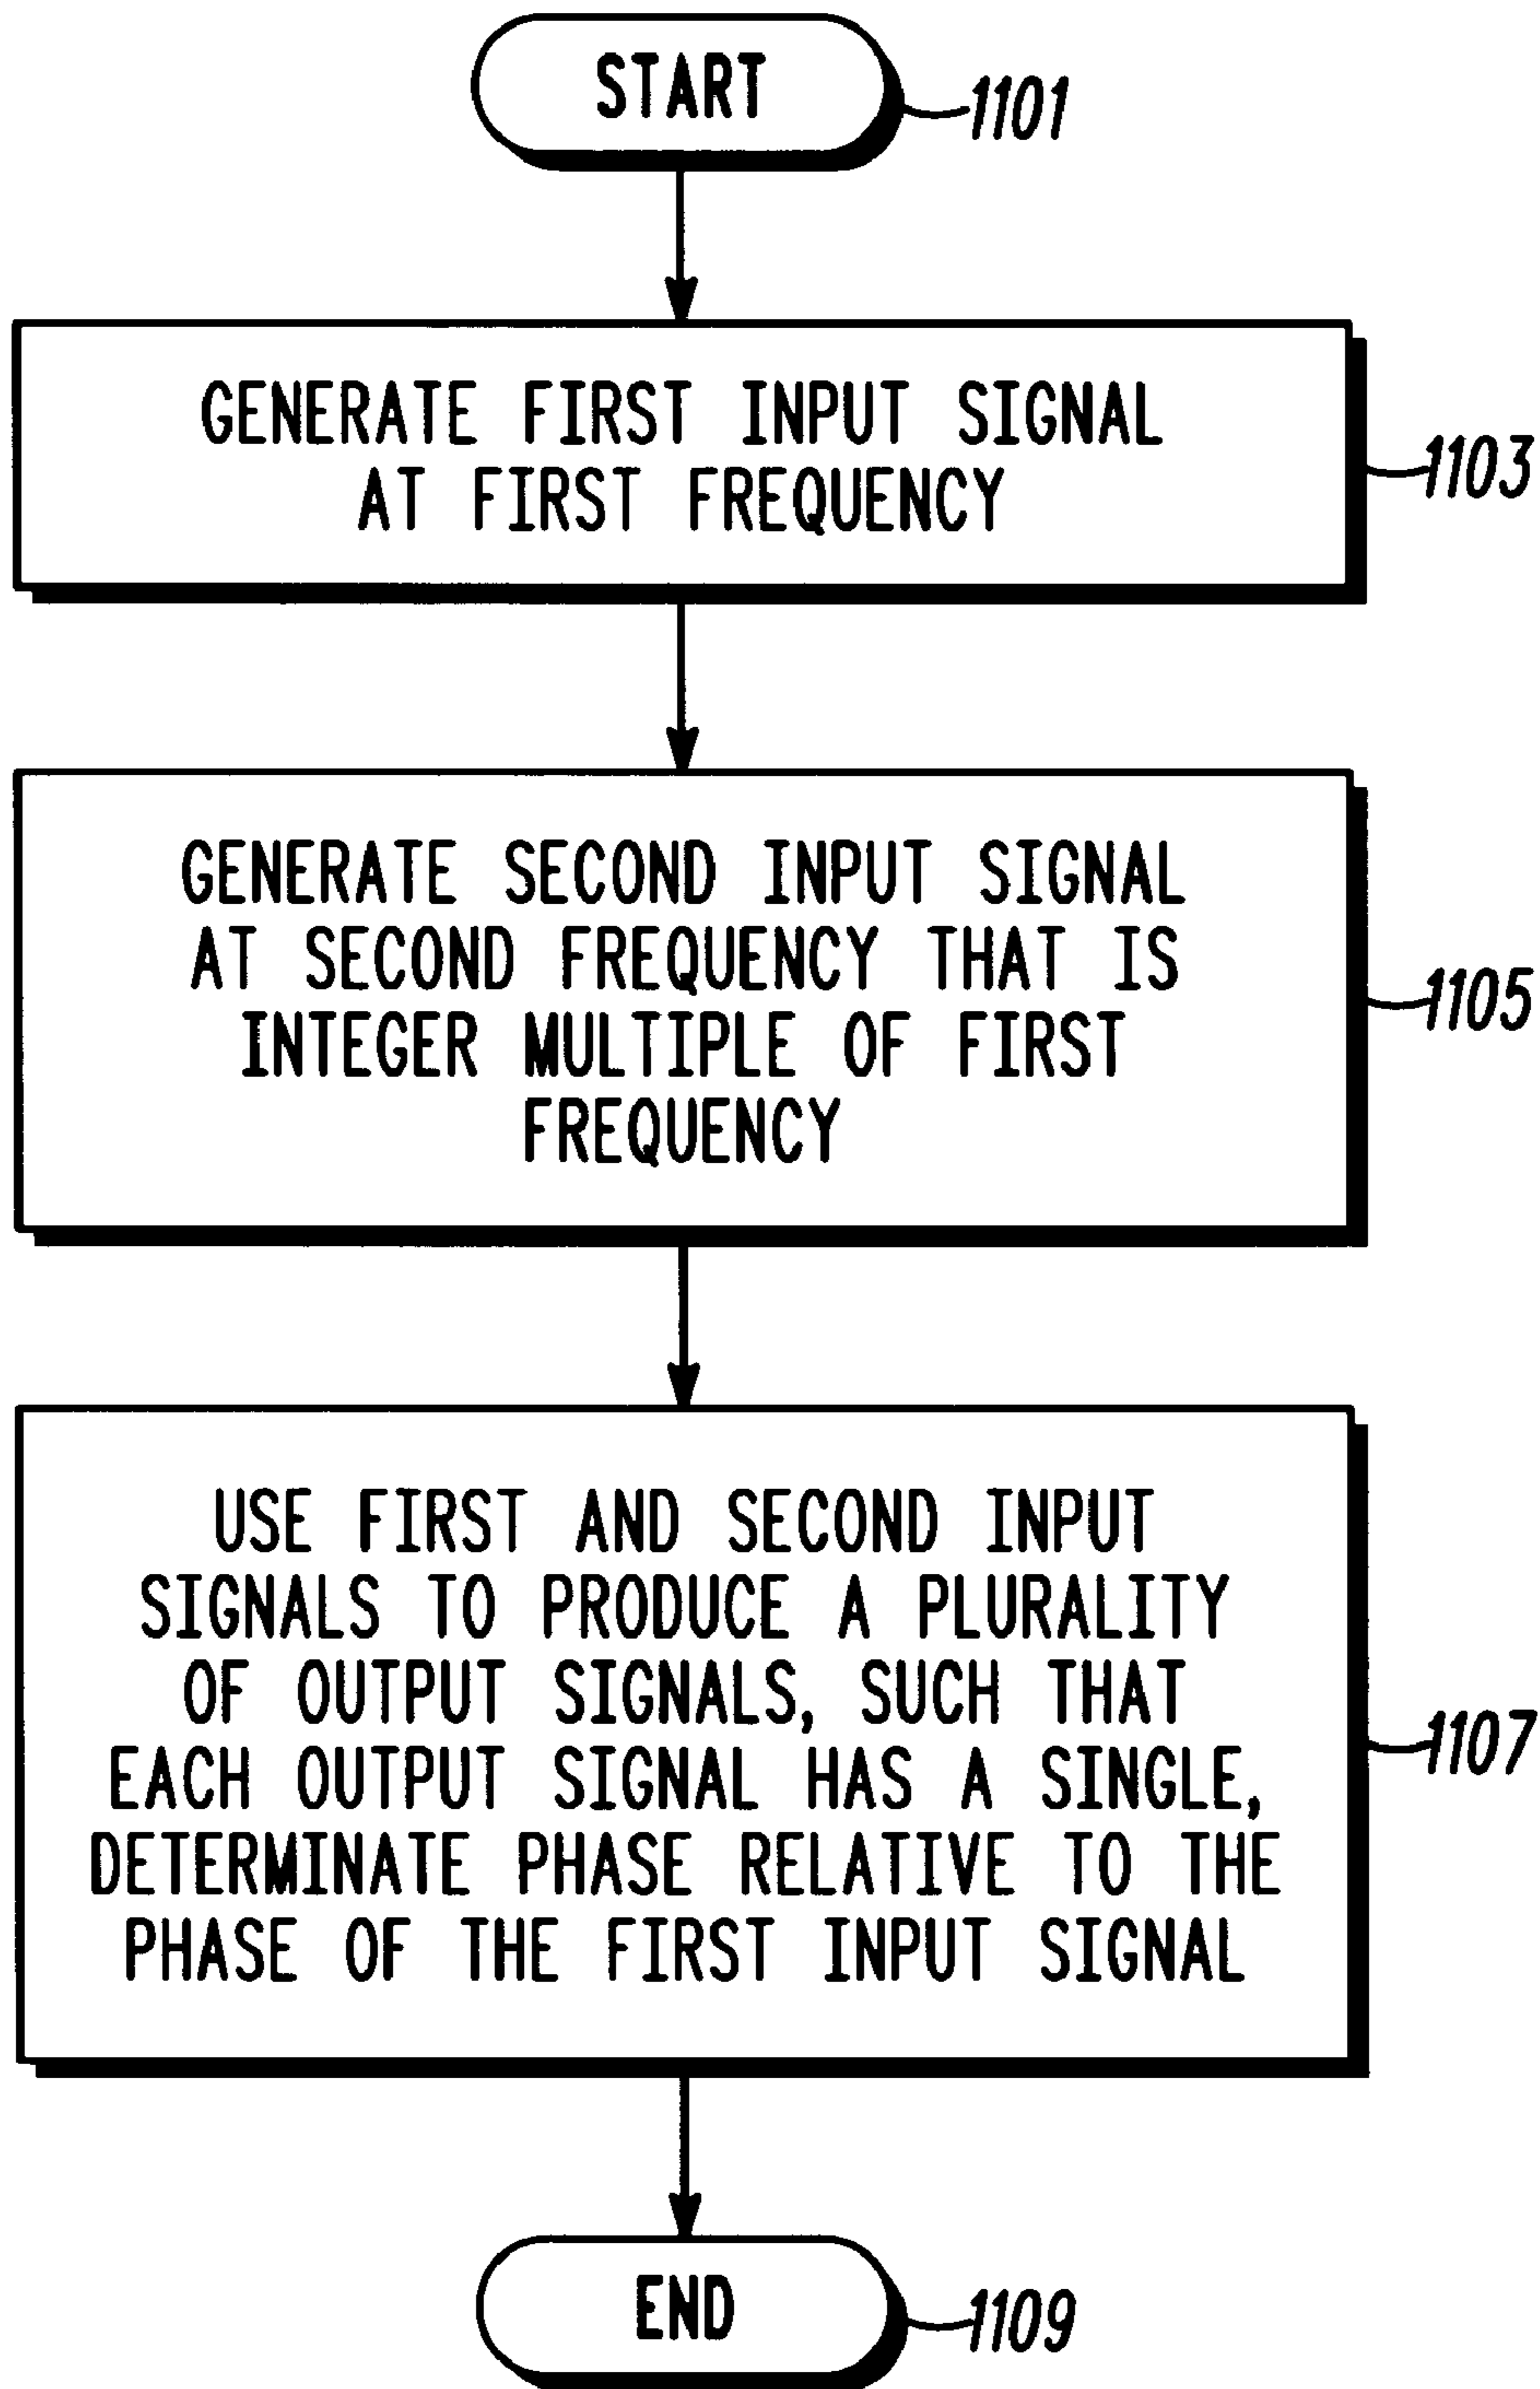 START
1101
GENERATE FIRST INPUT SIGNAL
AT FIRST FREQUENCY
1103
GENERATE SECOND INPUT SIGNAL
AT SECOND FREQUENCY THAT IS
INTEGER MULTIPLE OF FIRST
FREQUENCY
1105
USE FIRST AND SECOND INPUT
SIGNALS TO PRODUCE A PLURALITY
OF OUTPUT SIGNALS, SUCH THAT
EACH OUTPUT SIGNAL HAS A SINGLE,
DETERMINATE PHASE RELATIVE TO THE
PHASE OF THE FIRST INPUT SIGNAL
1107
END
1109